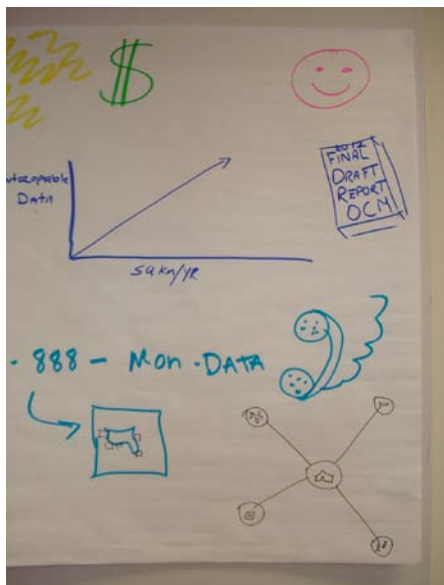 $
2012
FINAL
DRAFT
REPORT
OCM
Data
SQ Km/YR
- 888 - Mon - DATA